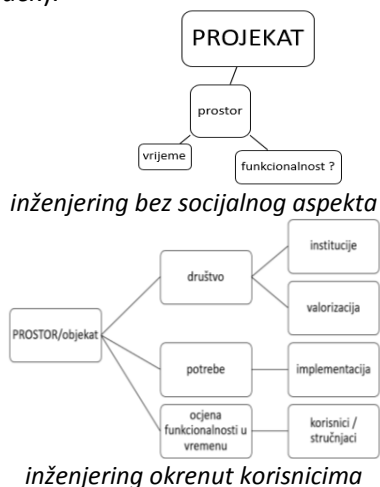 PROJEKAT
prostor
vrijeme
funkcionalnost ?
inženjering bez socijalnog aspekta
institucije
društvo
valorizacija
PROSTOR/objekat
potrebe
implementacija
ocjena
funkcionalnosti u
vremenu
korisnici /
stručnjaci
inženjering okrenut korisnicima